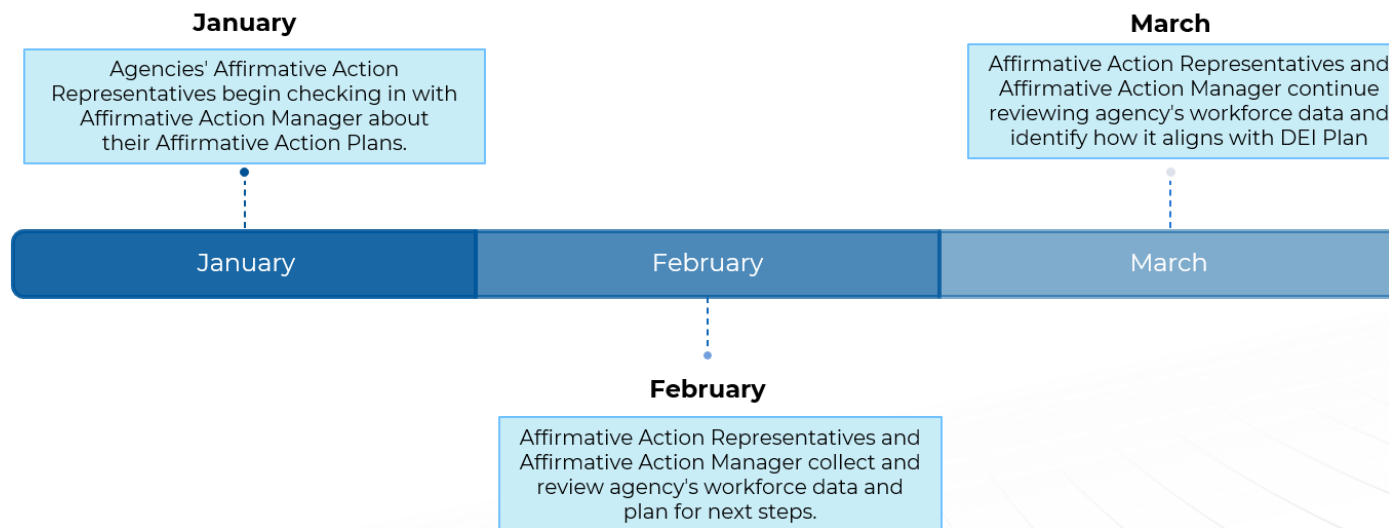 January
Agencies' Affirmative Action
Representatives begin checking in with
Affirmative Action Manager about
their Affirmative Action Plans.
March
Affirmative Action Representatives and
Affirmative Action Manager continue
reviewing agency's workforce data and
identify how it aligns with DEI Plan
January
February
March
February
Affirmative Action Representatives and
Affirmative Action Manager collect and
review agency's workforce data and
plan for next steps.